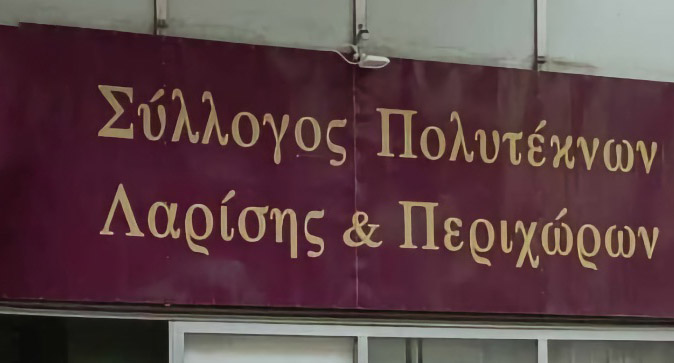 Σύλλογος Πολυτέκνων
Λαρίσης & Περιχώρων